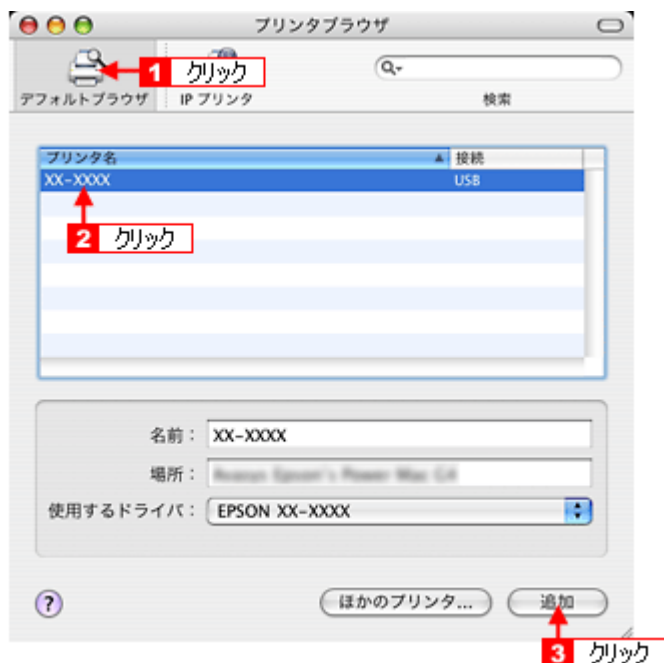 プリンタブラウザ
1 クリック
デフォルトブラウザ IP プリンタ 検索
プリンタ名 接続
XX-XXXX USB
2 クリック
名前： XX-XXXX
場所：
使用するドライバ： EPSON XX-XXXX
? ほかのプリンタ... 追加
3 クリック